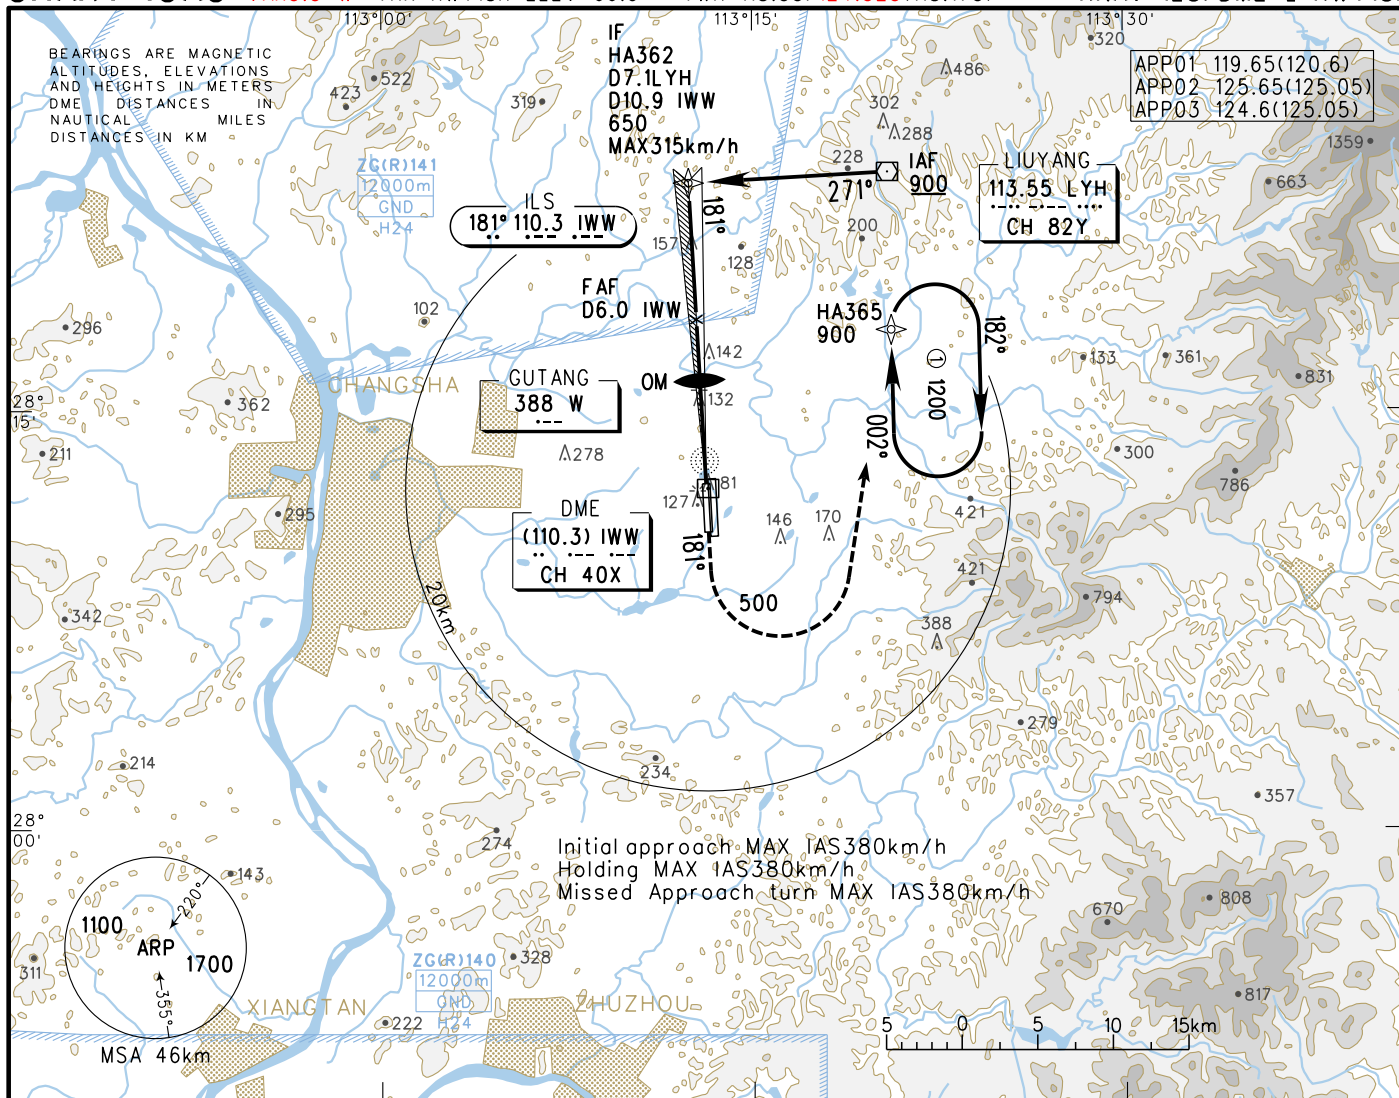 113°00'
113°15'
113°30'
BEARINGS ARE MAGNETIC
ALTITUDES, ELEVATIONS
AND HEIGHTS IN METERS
DME DISTANCES IN
NAUTICAL MILES
DISTANCES IN KM
IF
HA362
D7.1LYH
D10.9 IWW
650
MAX315km/h
APP01 119.65(120.6)
APP02 125.65(125.05)
APP03 124.6(125.05)
320
486
522
423
319
302
288
1359
ZG(R)141
12000m
GND
H24
228
IAF
900
271°
LIUYANG
113.55 LYH
CH 82Y
663
ILS
181° 110.3 IWW
181°
157
128
200
FAF
D6.0 IWW
102
296
HA365
900
182°
142
① 1200
133
361
831
CHANGSHA
OM
GUTANG
388 W
132
362
28°
15'
002°
211
278
300
786
81
127
295
DME
(110.3) IWW
CH 40X
181°
146
170
421
421
20km
500
794
342
388
279
214
234
357
28°
00'
274
Initial approach MAX IAS380km/h
Holding MAX IAS380km/h
Missed Approach turn MAX IAS380km/h
143
220°
1100
ARP
1700
355°
MSA 46km
311
670
808
ZG(R)140
12000m
GND
H24
328
817
XIANGTAN
ZHUZHOU
222
5 0 5 10 15km